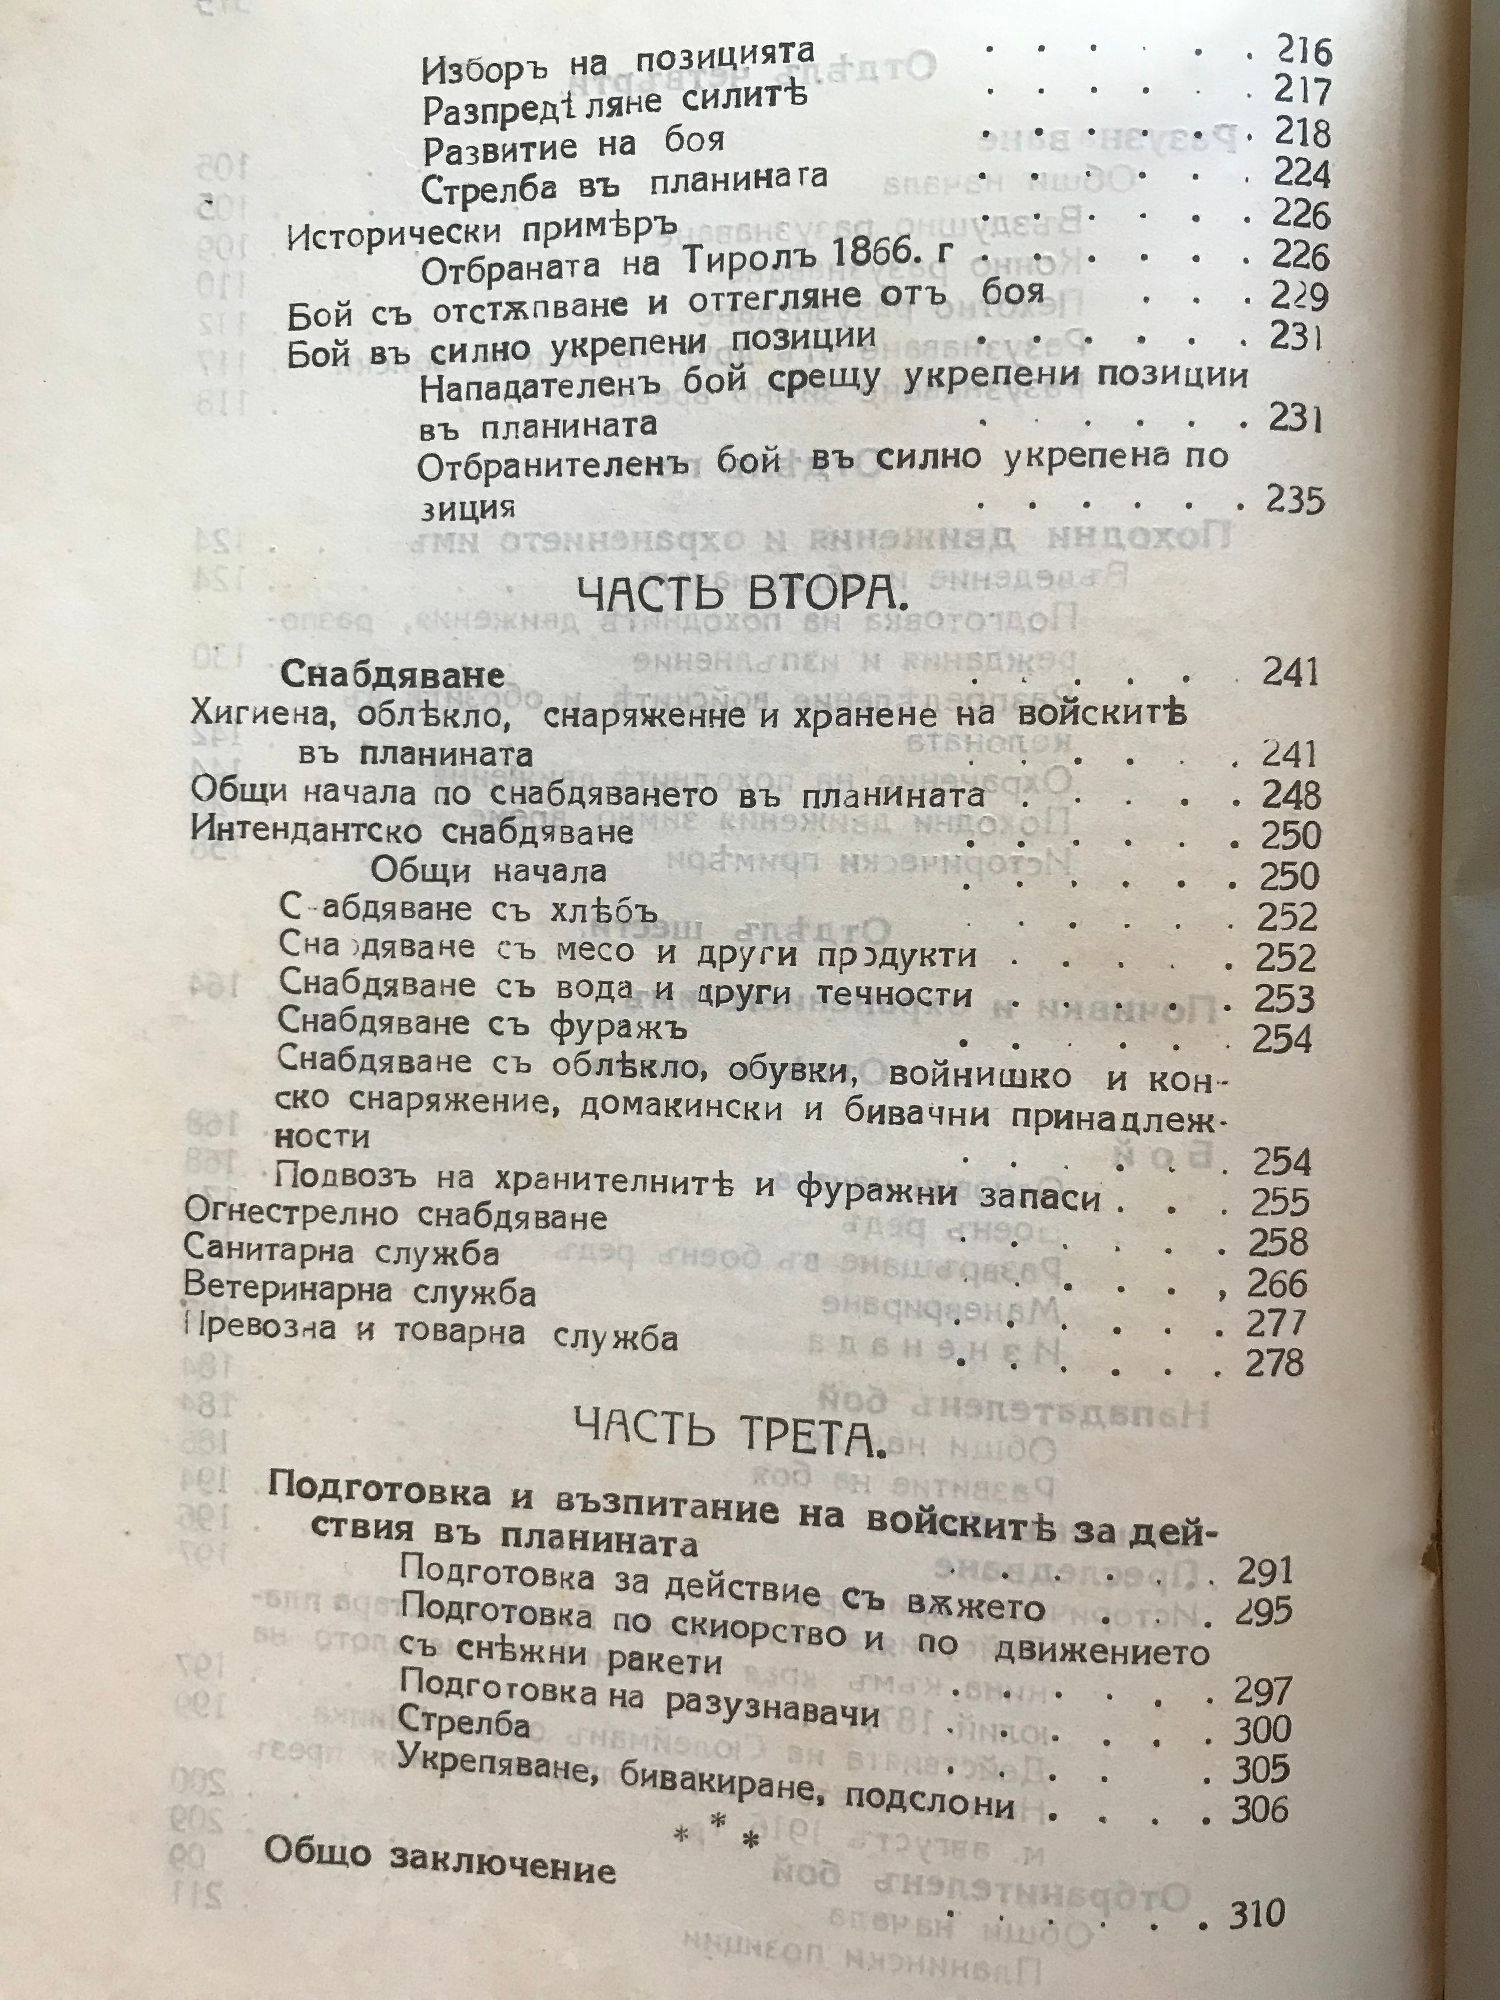 Изборъ на позицията . . . . . . 216
Разпредѣляне силитѣ . . . . . . 217
Развитие на боя . . . . . . 218
Стрелба въ планината . . . . . . 224
Исторически примѣръ . . . . . . 226
Отбраната на Тиролъ 1866. г . . . . . . 226
Бой съ отстѫпване и оттегляне отъ боя . . . 229
Бой въ силно укрепени позиции . . . . . . 231
Нападателенъ бой срещу укрепени позиции
въ планината . . . . . . 231
Отбранителенъ бой въ силно укрепена по
зиция . . . . . . 235
ЧАСТЬ ВТОРА.
Снабдяване . . . . . . 241
Хигиена, облѣкло, снаряженне и хранене на войскитѣ
въ планината . . . . . . 241
Общи начала по снабдяването въ планината . . . . . 248
Интендантско снабдяване . . . . . . 250
Общи начала . . . . . . 250
С абдяване съ хлѣбъ . . . . . . 252
Снабдяване съ месо и други продукти . . . . . 252
Снабдяване съ вода и други течности . . . . . 253
Снабдяване съ фуражъ . . . . . . 254
Снабдяване съ облѣкло, обувки, войнишко и кон-
ско снаряжение, домакински и бивачни принадлеж-
ности . . . . . . 254
Подвозъ на хранителнитѣ и фуражни запаси . . . 255
Огнестрелно снабдяване . . . . . . 258
Санитарна служба . . . . . , 266
Ветеринарна служба . . . . . . 277
Превозна и товарна служба . . . . . . 278
ЧАСТЬ ТРЕТА.
Подготовка и възпитание на войскитѣ за дей-
ствия въ планината . . . . . . 291
Подготовка за действие съ вѫжето . . . 295
Подготовка по скиорство и по движението
съ снѣжни ракети . . . . . . 297
Подготовка на разузнавачи . . . . . . 300
Стрелба . . . . . 305
Укрепяване, бивакиране, подслони . . . . 306
* * *
Общо заключение . . . . . . 310